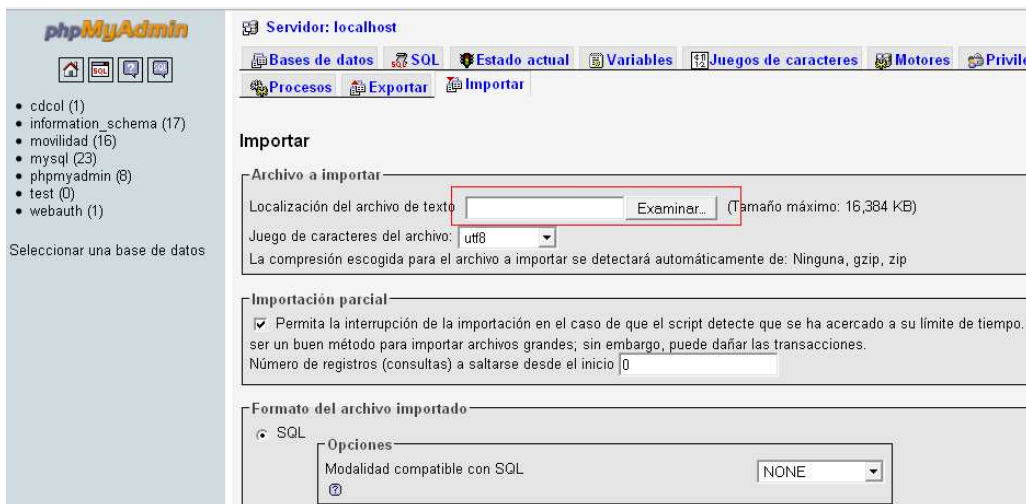 phpMyAdmin
SQL
cdcol (1)
information_schema (17)
movilidad (16)
mysql (23)
phpmyadmin (8)
test (0)
webauth (1)
Seleccionar una base de datos
Servidor: localhost
Bases de datos SQL Estado actual Variables Juegos de caracteres Motores Privile
Procesos Exportar Importar
Importar
Archivo a importar
Localización del archivo de texto Examinar... (Tamaño máximo: 16,384 KB)
Juego de caracteres del archivo: utf8
La compresión escogida para el archivo a importar se detectará automáticamente de: Ninguna, gzip, zip
Importación parcial
Permita la interrupción de la importación en el caso de que el script detecte que se ha acercado a su límite de tiempo.
ser un buen método para importar archivos grandes; sin embargo, puede dañar las transacciones.
Número de registros (consultas) a saltarse desde el inicio 0
Formato del archivo importado
SQL
Opciones
Modalidad compatible con SQL NONE